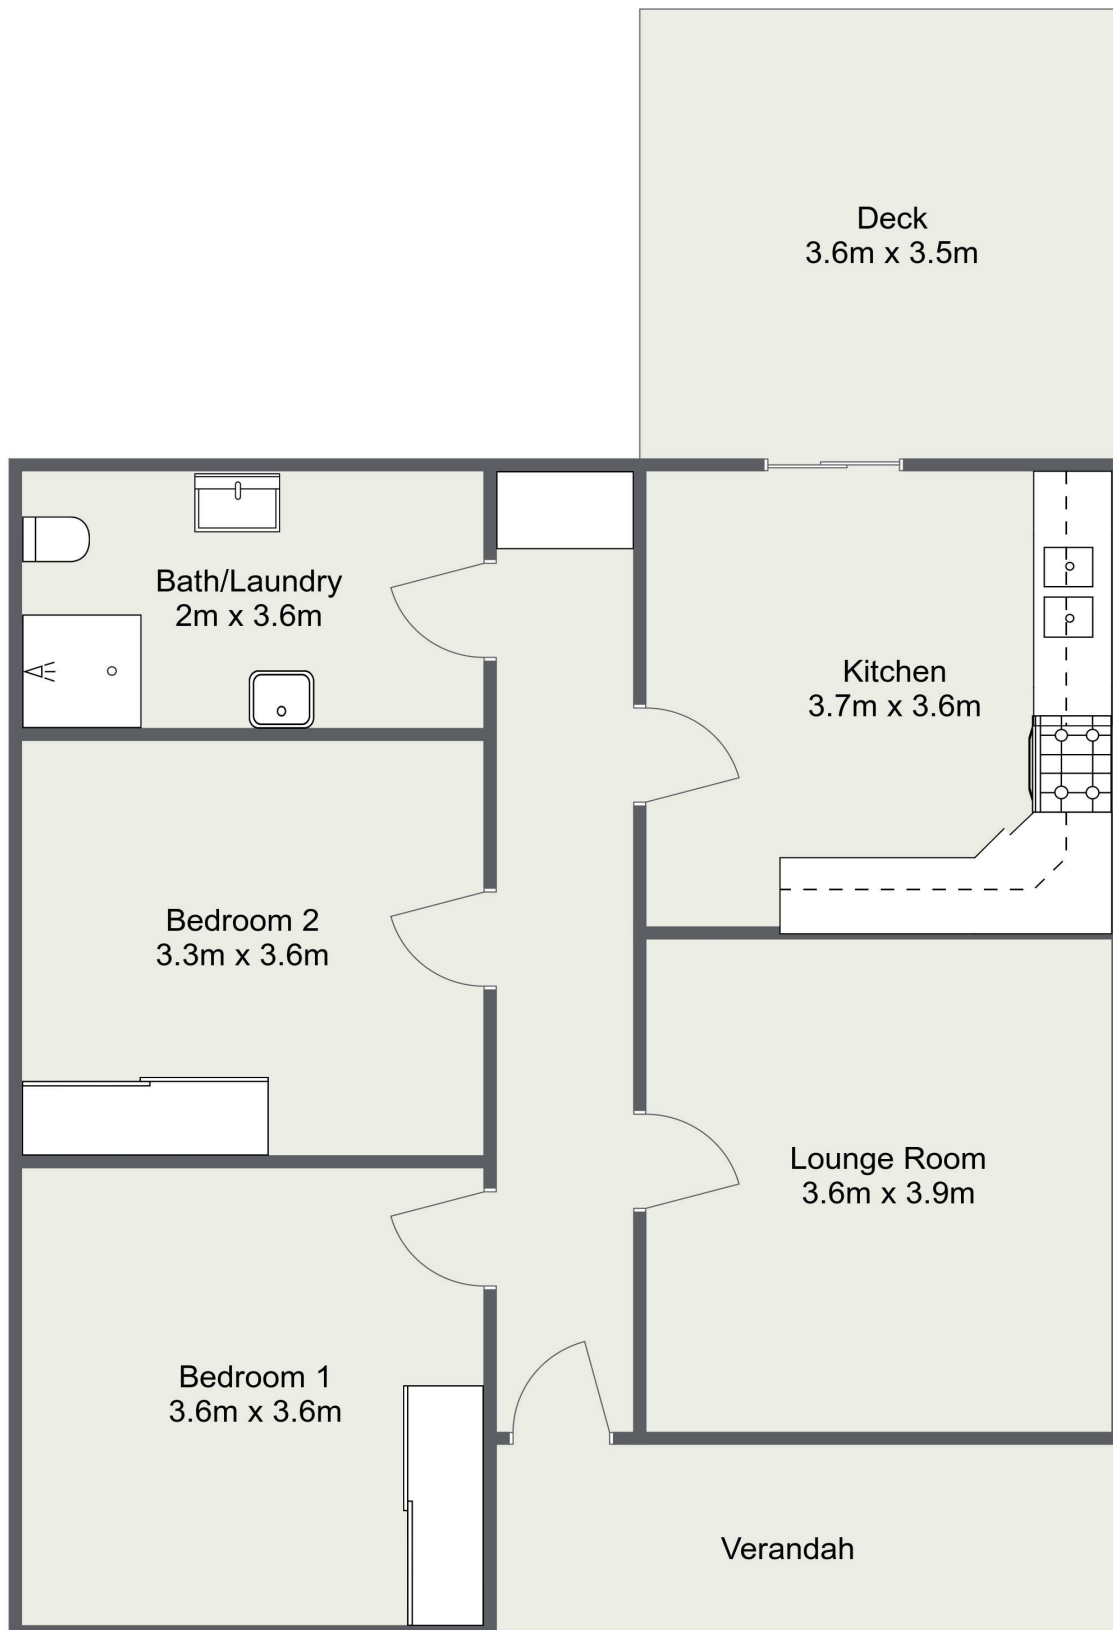 Deck
3.6m x 3.5m
Bath/Laundry
2m x 3.6m
Kitchen
3.7m x 3.6m
Bedroom 2
3.3m x 3.6m
Lounge Room
3.6m x 3.9m
Bedroom 1
3.6m x 3.6m
Verandah